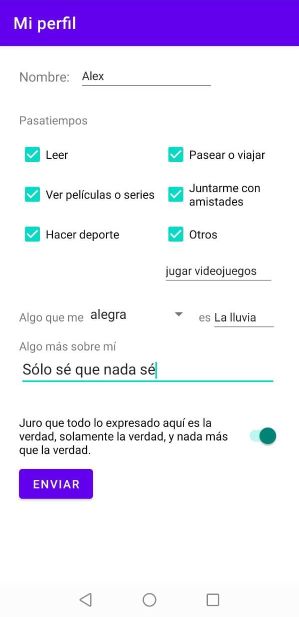 Mi perfil
Nombre: Alex
Pasatiempos
Leer
Pasear o viajar
Ver películas o series
Juntarme con
amistades
Hacer deporte
Otros
jugar videojuegos
Algo que me alegra es La lluvia
Algo más sobre mí
Sólo sé que nada sé
Juro que todo lo expresado aquí es la
verdad, solamente la verdad, y nada más
que la verdad.
ENVIAR